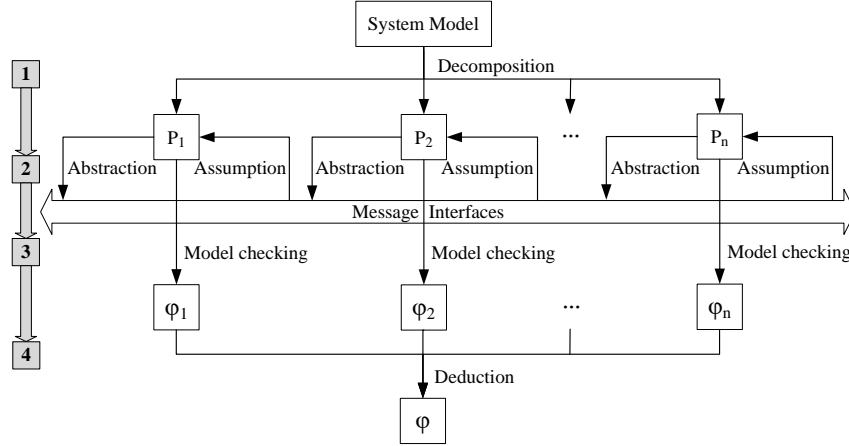 System Model
1
Decomposition
P1
P2
...
Pn
2
Abstraction
Assumption
Abstraction
Assumption
Abstraction
Assumption
Message Interfaces
3
Model checking
Model checking
Model checking
φ1
φ2
...
φn
4
Deduction
φ